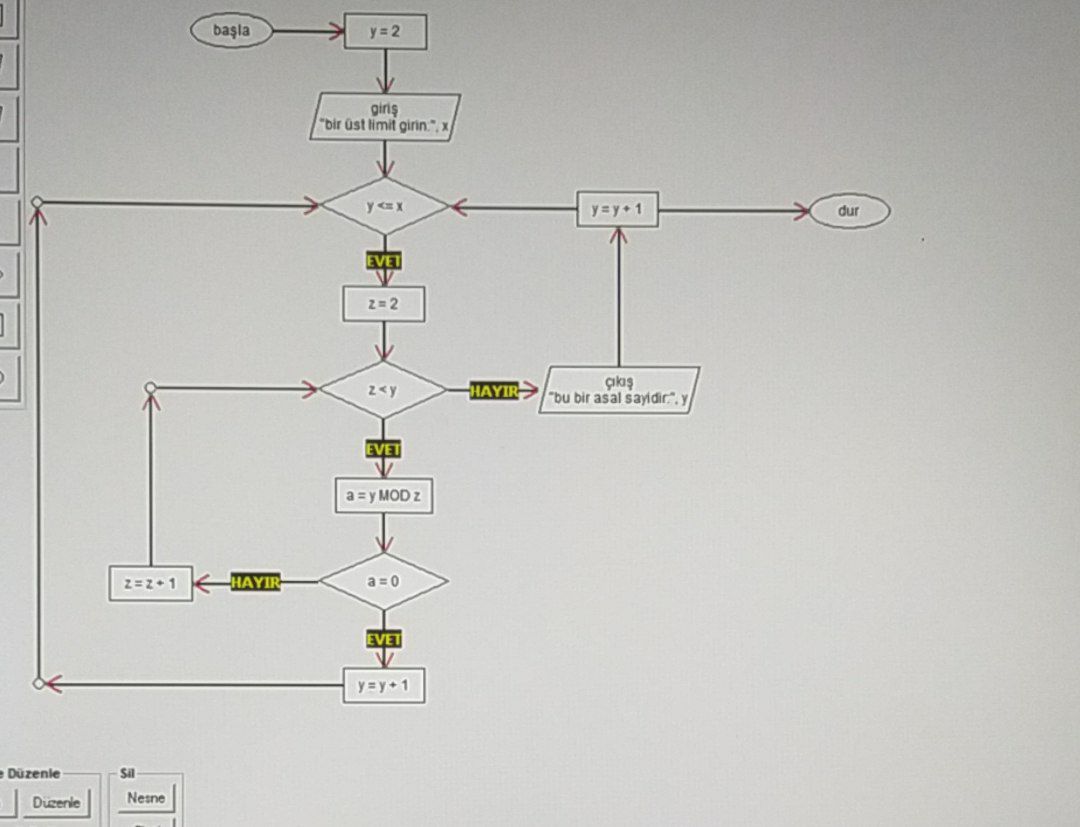 başla
y = 2
giriş
"bir üst limit girin:", x
y <= x
y = y + 1
dur
EVET
z = 2
z < y
HAYIR
çıkış
"bu bir asal sayidir:", y
EVET
a = y MOD z
z = z + 1
HAYIR
a = 0
EVET
y = y + 1
Düzenle
Sil
Düzenle
Nesne